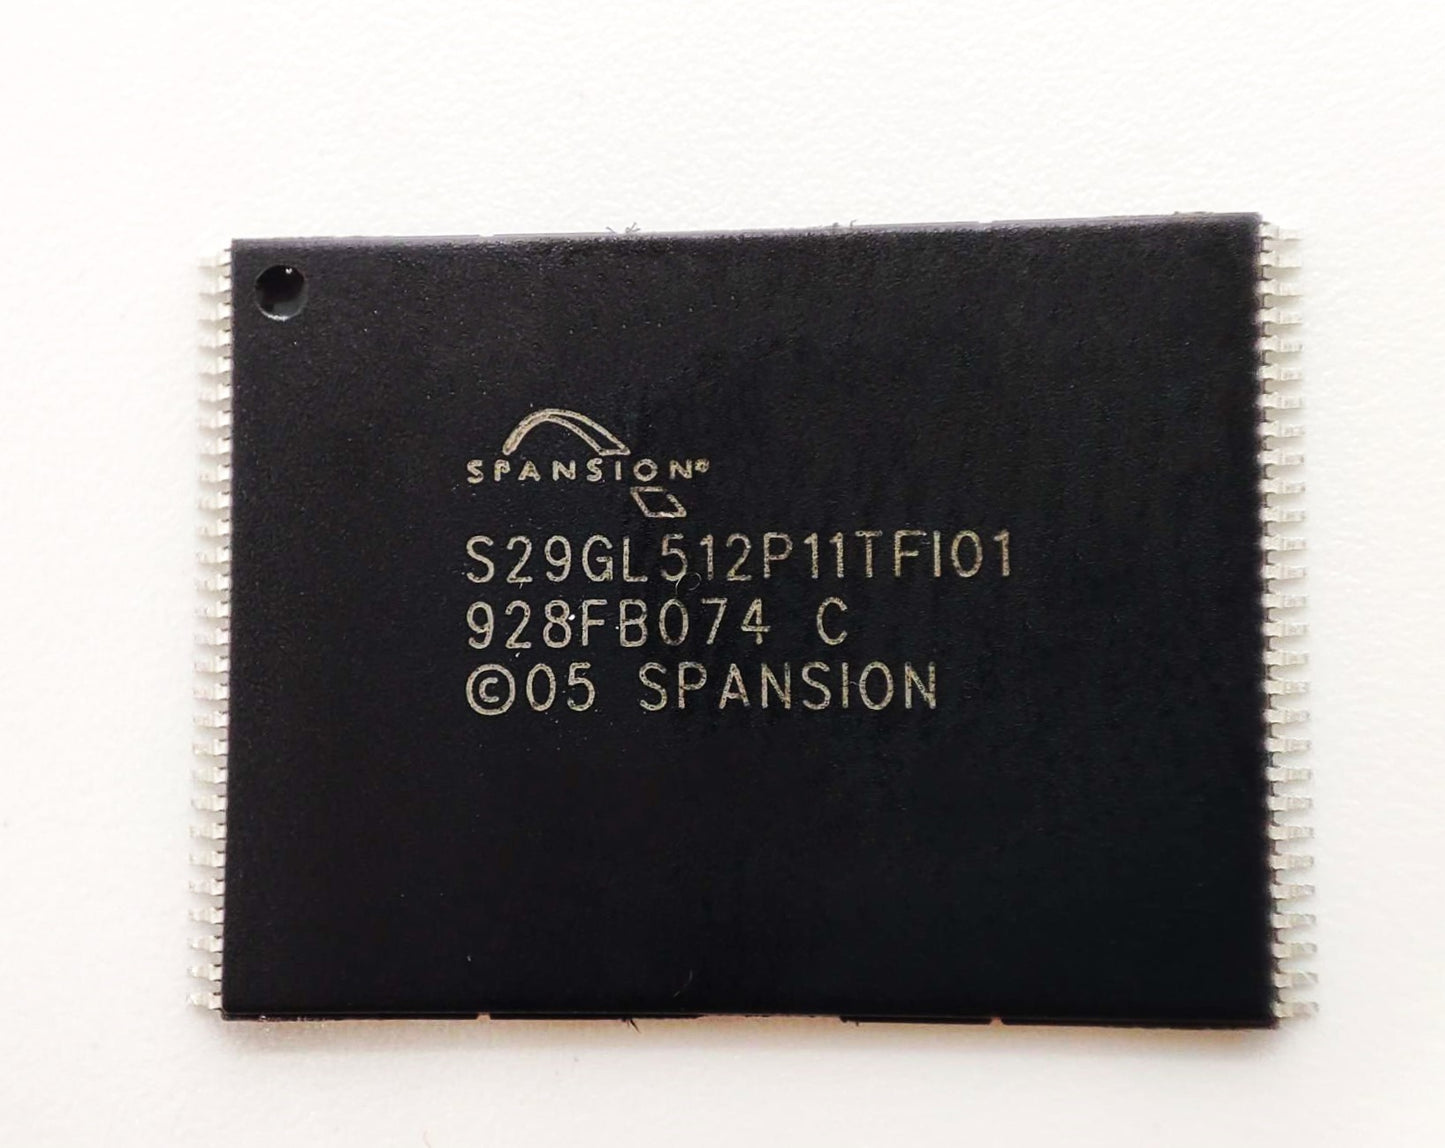 SPANSION®
S29GL512P11TFI01
928FB074 C
©05 SPANSION